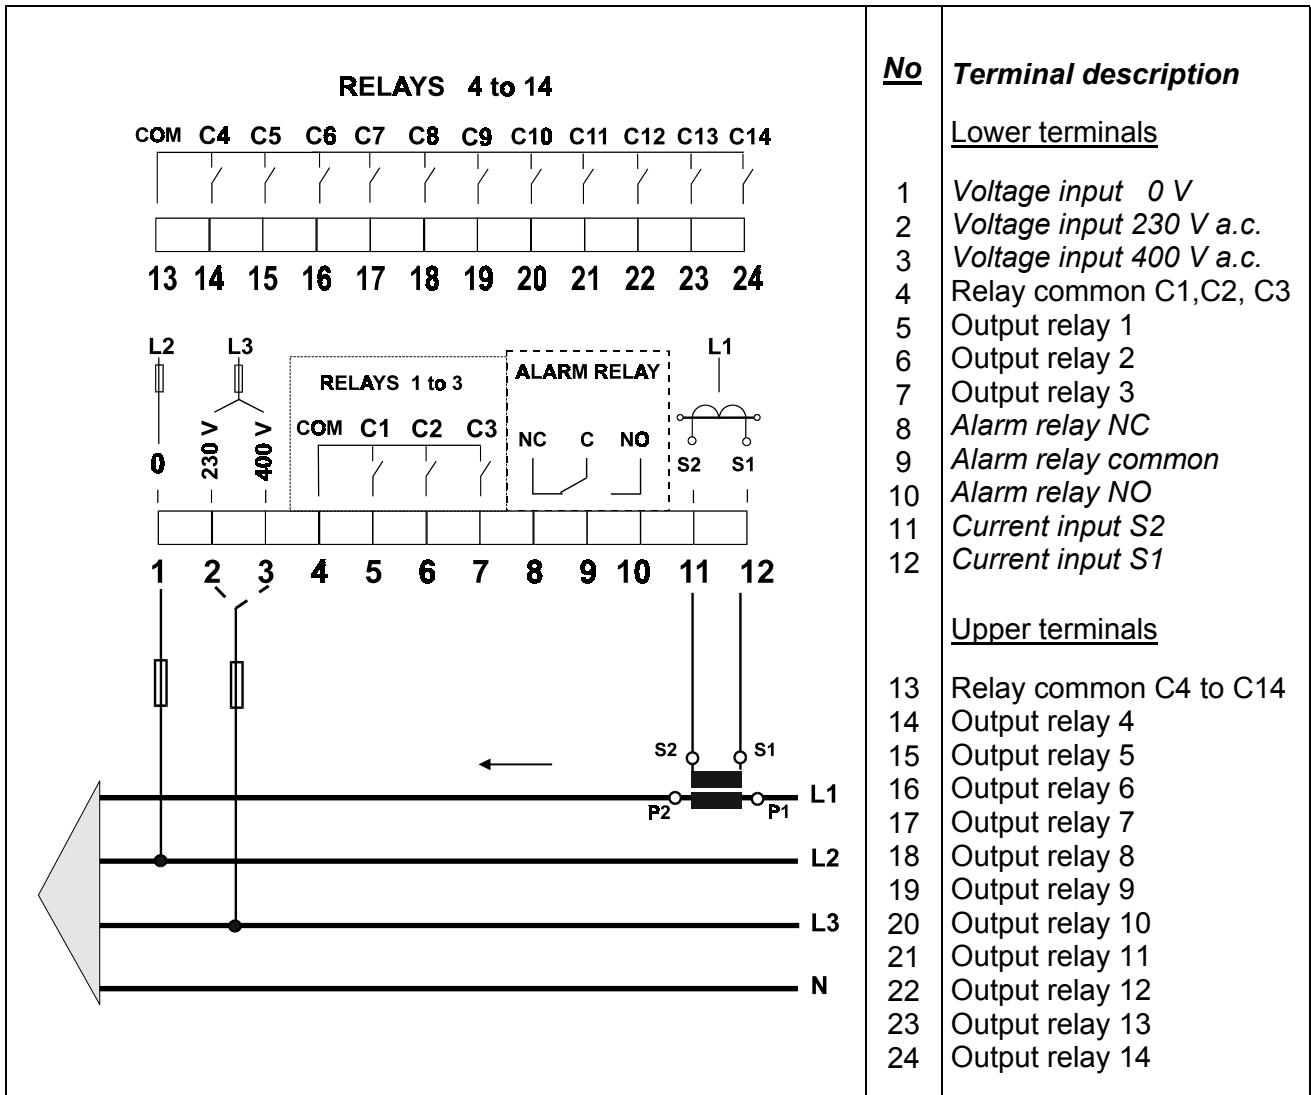 RELAYS 4 to 14
COM C4 C5 C6 C7 C8 C9 C10 C11 C12 C13 C14
13 14 15 16 17 18 19 20 21 22 23 24
L2 L3 L1
RELAYS 1 to 3
ALARM RELAY
COM C1 C2 C3
NC C NO
0 230 V 400 V
S2 S1
1 2 3 4 5 6 7 8 9 10 11 12
S2 S1
L1
P2 P1
L2
L3
N
No Terminal description
Lower terminals
1 Voltage input 0 V
2 Voltage input 230 V a.c.
3 Voltage input 400 V a.c.
4 Relay common C1,C2, C3
5 Output relay 1
6 Output relay 2
7 Output relay 3
8 Alarm relay NC
9 Alarm relay common
10 Alarm relay NO
11 Current input S2
12 Current input S1
Upper terminals
13 Relay common C4 to C14
14 Output relay 4
15 Output relay 5
16 Output relay 6
17 Output relay 7
18 Output relay 8
19 Output relay 9
20 Output relay 10
21 Output relay 11
22 Output relay 12
23 Output relay 13
24 Output relay 14